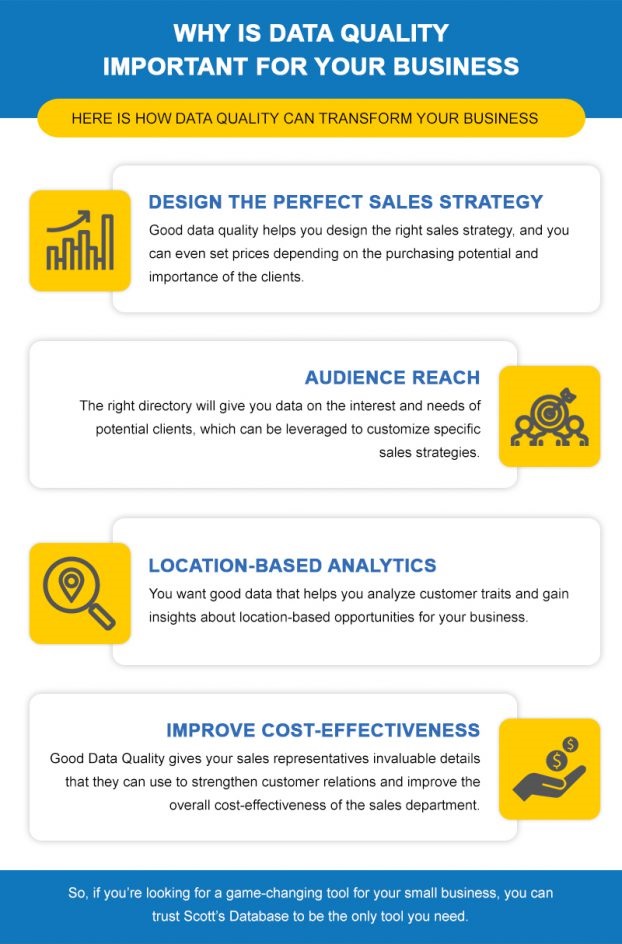 WHY IS DATA QUALITY
IMPORTANT FOR YOUR BUSINESS
HERE IS HOW DATA QUALITY CAN TRANSFORM YOUR BUSINESS
DESIGN THE PERFECT SALES STRATEGY
Good data quality helps you design the right sales strategy, and you
can even set prices depending on the purchasing potential and
importance of the clients.
AUDIENCE REACH
The right directory will give you data on the interest and needs of
potential clients, which can be leveraged to customize specific
sales strategies.
LOCATION-BASED ANALYTICS
You want good data that helps you analyze customer traits and gain
insights about location-based opportunities for your business.
IMPROVE COST-EFFECTIVENESS
Good Data Quality gives your sales representatives invaluable details
that they can use to strengthen customer relations and improve the
overall cost-effectiveness of the sales department.
$
$
So, if you’re looking for a game-changing tool for your small business, you can
trust Scott’s Database to be the only tool you need.